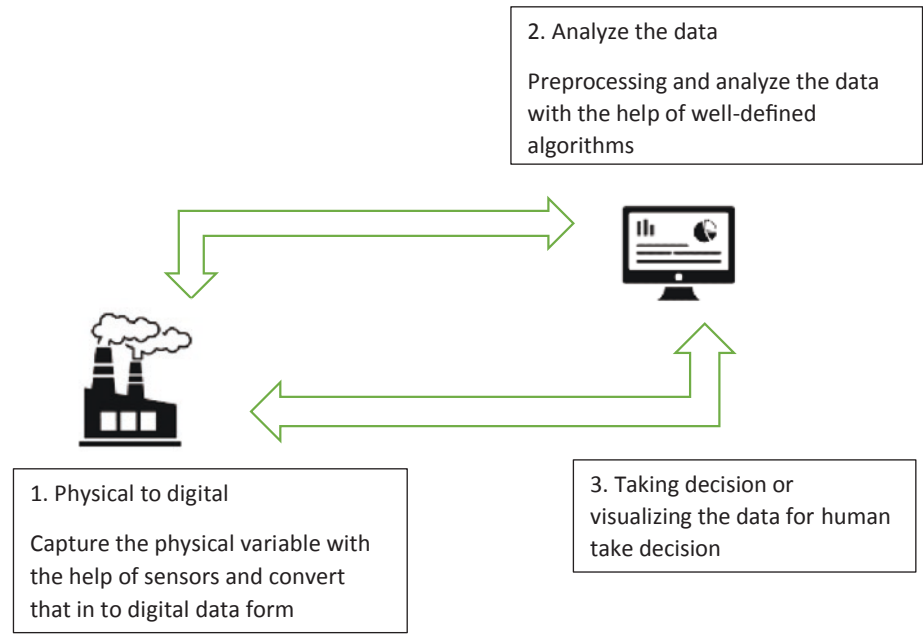 2. Analyze the data
Preprocessing and analyze the data
with the help of well-defined
algorithms
1. Physical to digital
Capture the physical variable with
the help of sensors and convert
that in to digital data form
3. Taking decision or
visualizing the data for human
take decision